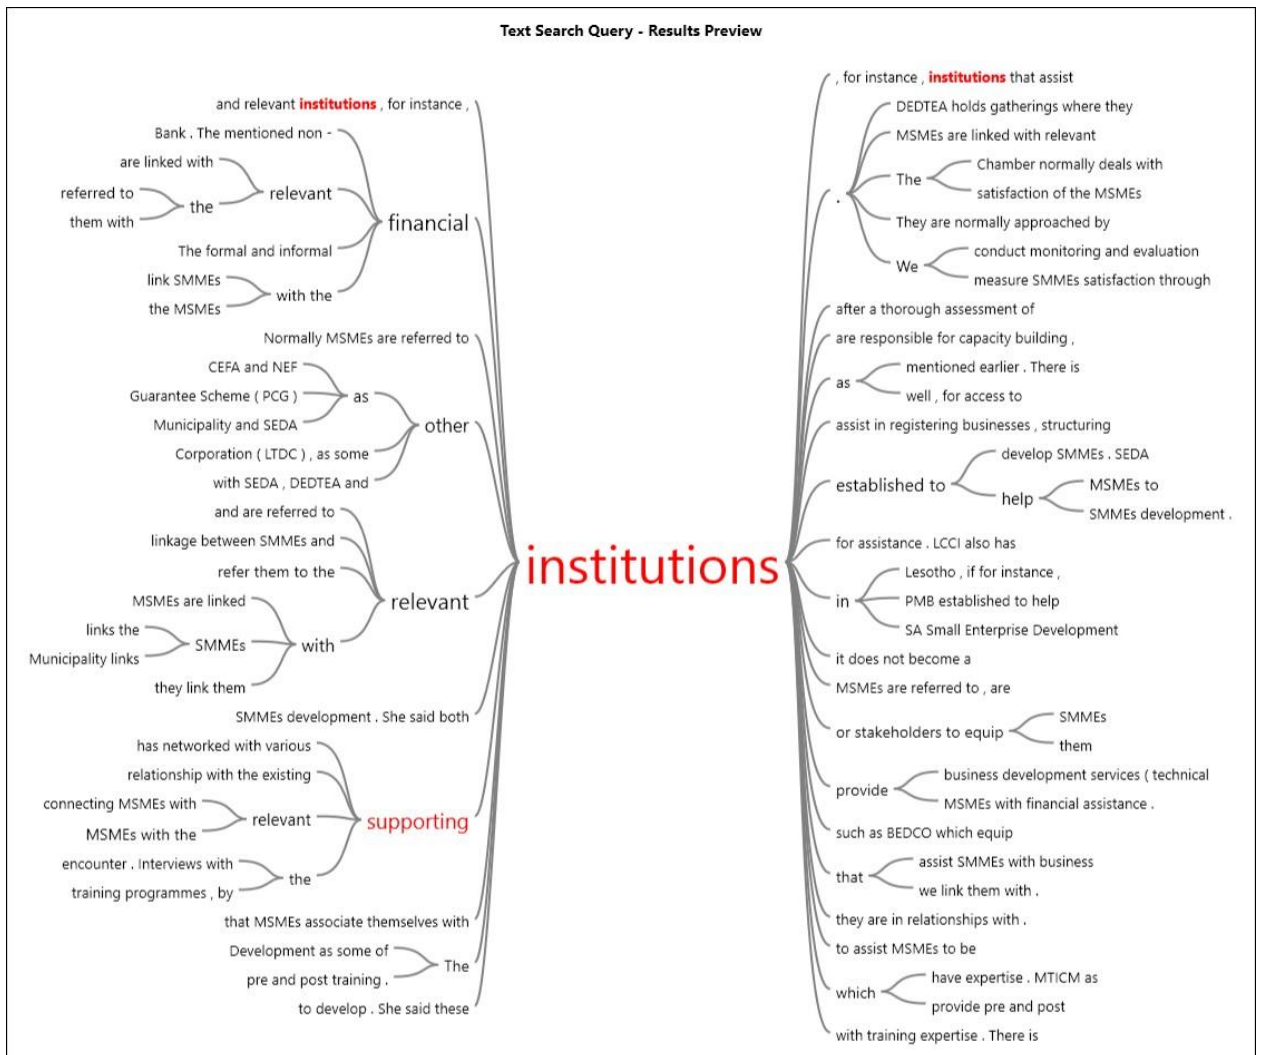 Text Search Query - Results Preview
and relevant institutions , for instance ,
Bank . The mentioned non -
are linked with
referred to
them with
the
relevant
The formal and informal
link SMMEs
the MSMEs
with the
financial
Normally MSMEs are referred to
CEFA and NEF
Guarantee Scheme ( PCG )
Municipality and SEDA
as
Corporation ( LTDC ) , as some
with SEDA , DEDTEA and
other
and are referred to
linkage between SMMEs and
refer them to the
MSMEs are linked
links the
Municipality links
SMMEs
they link them
with
relevant
SMMEs development . She said both
has networked with various
relationship with the existing
connecting MSMEs with
MSMEs with the
relevant
encounter . Interviews with
training programmes , by
the
supporting
that MSMEs associate themselves with
Development as some of
pre and post training .
The
to develop . She said these
institutions
, for instance , institutions that assist
.
DEDTEA holds gatherings where they
MSMEs are linked with relevant
The
Chamber normally deals with
satisfaction of the MSMEs
They are normally approached by
We
conduct monitoring and evaluation
measure SMMEs satisfaction through
after a thorough assessment of
are responsible for capacity building ,
as
mentioned earlier . There is
well , for access to
assist in registering businesses , structuring
established to
develop SMMEs . SEDA
help
MSMEs to
SMMEs development .
for assistance . LCCI also has
in
Lesotho , if for instance ,
PMB established to help
SA Small Enterprise Development
it does not become a
MSMEs are referred to , are
or stakeholders to equip
SMMEs
them
provide
business development services ( technical
MSMEs with financial assistance .
such as BEDCO which equip
that
assist SMMEs with business
we link them with .
they are in relationships with .
to assist MSMEs to be
which
have expertise . MTICM as
provide pre and post
with training expertise . There is